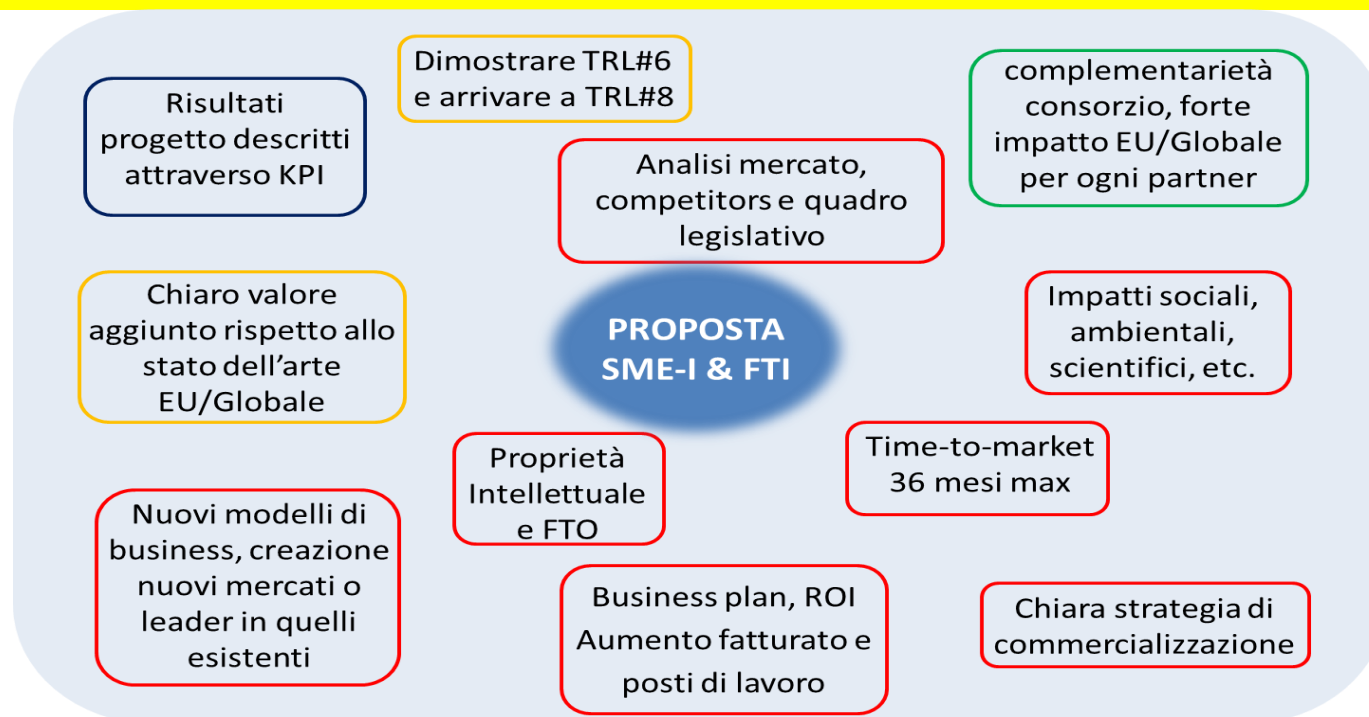 Dimostrare TRL#6
e arrivare a TRL#8
complementarietà
consorzio, forte
impatto EU/Globale
per ogni partner
Risultati
progetto descritti
attraverso KPI
Analisi mercato,
competitors e quadro
legislativo
Chiaro valore
aggiunto rispetto allo
stato dell’arte
EU/Globale
PROPOSTA
SME-I & FTI
Impatti sociali,
ambientali,
scientifici, etc.
Proprietà
Intellettuale
e FTO
Time-to-market
36 mesi max
Nuovi modelli di
business, creazione
nuovi mercati o
leader in quelli
esistenti
Business plan, ROI
Aumento fatturato e
posti di lavoro
Chiara strategia di
commercializzazione